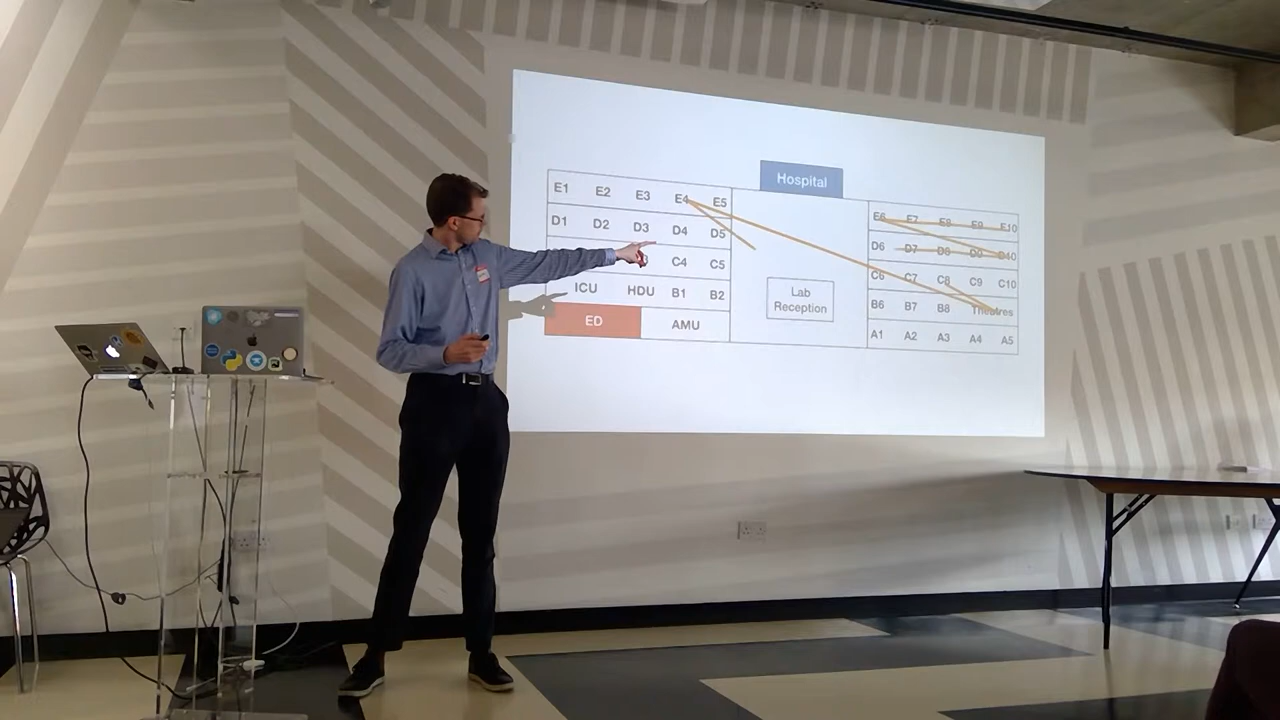 Hospital
E1 E2 E3 E4 E5
D1 D2 D3 D4 D5
C4 C5
ICU HDU B1 B2
ED AMU
Lab
Reception
E6 E7 E8 E9 E10
D6 D7 D8 D9 D10
C6 C7 C8 C9 C10
B6 B7 B8 Theatres
A1 A2 A3 A4 A5